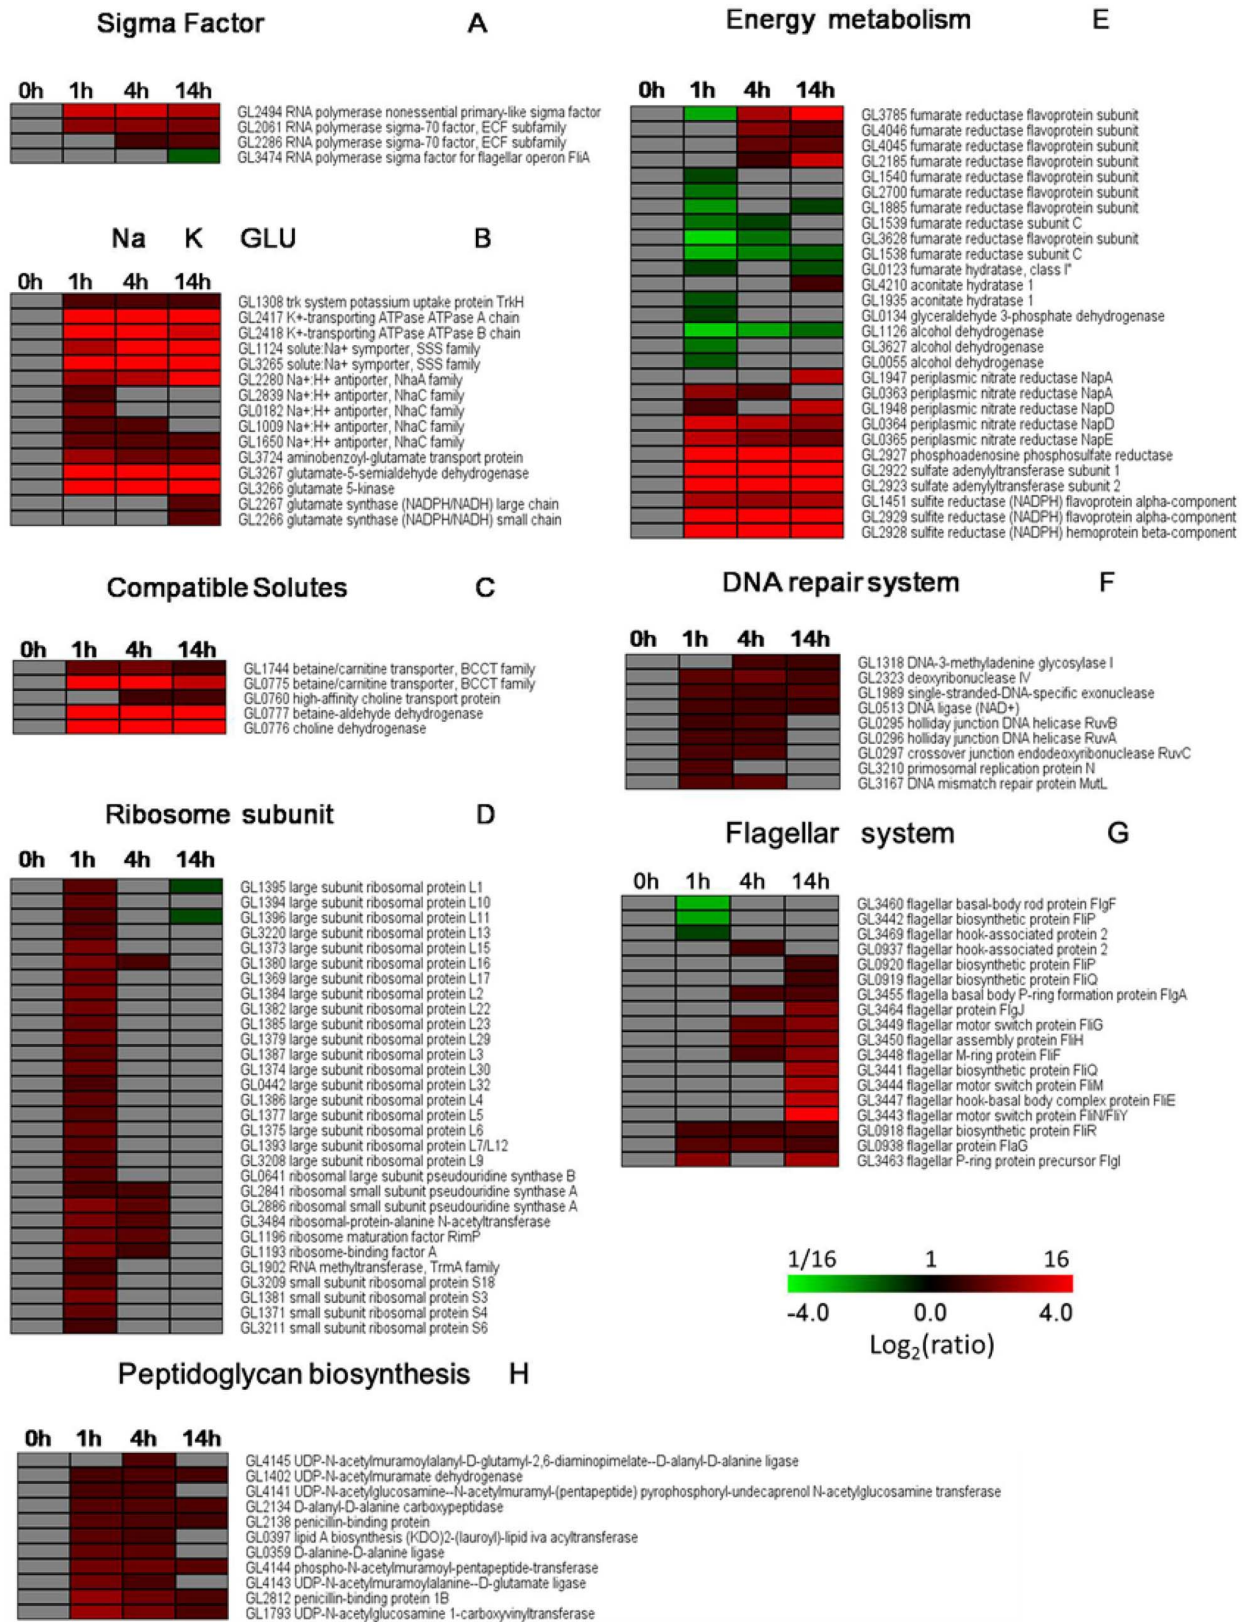 Sigma Factor A
0h 1h 4h 14h
GL2494 RNA polymerase nonessential primary-like sigma factor
GL2061 RNA polymerase sigma-70 factor, ECF subfamily
GL2286 RNA polymerase sigma-70 factor, ECF subfamily
GL3474 RNA polymerase sigma factor for flagellar operon FliA
Na K GLU B
0h 1h 4h 14h
GL1308 trk system potassium uptake protein TrkH
GL2417 K+-transporting ATPase ATPase A chain
GL2418 K+-transporting ATPase ATPase B chain
GL1124 solute:Na+ symporter, SSS family
GL3265 solute:Na+ symporter, SSS family
GL2280 Na+:H+ antiporter, NhaA family
GL2839 Na+:H+ antiporter, NhaC family
GL0182 Na+:H+ antiporter, NhaC family
GL1009 Na+:H+ antiporter, NhaC family
GL1650 Na+:H+ antiporter, NhaC family
GL3724 aminobenzoyl-glutamate transport protein
GL3267 glutamate-5-semialdehyde dehydrogenase
GL3266 glutamate 5-kinase
GL2267 glutamate synthase (NADPH/NADH) large chain
GL2266 glutamate synthase (NADPH/NADH) small chain
Compatible Solutes C
0h 1h 4h 14h
GL1744 betaine/carnitine transporter, BCCT family
GL0775 betaine/carnitine transporter, BCCT family
GL0760 high-affinity choline transport protein
GL0777 betaine-aldehyde dehydrogenase
GL0776 choline dehydrogenase
Ribosome subunit D
0h 1h 4h 14h
GL1395 large subunit ribosomal protein L1
GL1394 large subunit ribosomal protein L10
GL1396 large subunit ribosomal protein L11
GL3220 large subunit ribosomal protein L13
GL1373 large subunit ribosomal protein L15
GL1380 large subunit ribosomal protein L16
GL1369 large subunit ribosomal protein L17
GL1384 large subunit ribosomal protein L2
GL1382 large subunit ribosomal protein L22
GL1385 large subunit ribosomal protein L23
GL1379 large subunit ribosomal protein L29
GL1387 large subunit ribosomal protein L3
GL1374 large subunit ribosomal protein L30
GL0442 large subunit ribosomal protein L32
GL1386 large subunit ribosomal protein L4
GL1377 large subunit ribosomal protein L5
GL1375 large subunit ribosomal protein L6
GL1393 large subunit ribosomal protein L7/L12
GL3208 large subunit ribosomal protein L9
GL0641 ribosomal large subunit pseudouridine synthase B
GL2841 ribosomal small subunit pseudouridine synthase A
GL2886 ribosomal small subunit pseudouridine synthase A
GL3484 ribosomal-protein-alanine N-acetyltransferase
GL1196 ribosome maturation factor RimP
GL1193 ribosome-binding factor A
GL1902 RNA methyltransferase, TrmA family
GL3209 small subunit ribosomal protein S18
GL1381 small subunit ribosomal protein S3
GL1371 small subunit ribosomal protein S4
GL3211 small subunit ribosomal protein S6
Energy metabolism E
0h 1h 4h 14h
GL3785 fumarate reductase flavoprotein subunit
GL4046 fumarate reductase flavoprotein subunit
GL4045 fumarate reductase flavoprotein subunit
GL2185 fumarate reductase flavoprotein subunit
GL1540 fumarate reductase flavoprotein subunit
GL2700 fumarate reductase flavoprotein subunit
GL1885 fumarate reductase flavoprotein subunit
GL1539 fumarate reductase subunit C
GL3628 fumarate reductase flavoprotein subunit
GL1538 fumarate reductase subunit C
GL0123 fumarate hydratase, class I"
GL4210 aconitate hydratase 1
GL1935 aconitate hydratase 1
GL0134 glyceraldehyde 3-phosphate dehydrogenase
GL1126 alcohol dehydrogenase
GL3627 alcohol dehydrogenase
GL0055 alcohol dehydrogenase
GL1947 periplasmic nitrate reductase NapA
GL0363 periplasmic nitrate reductase NapA
GL1948 periplasmic nitrate reductase NapD
GL0364 periplasmic nitrate reductase NapD
GL0365 periplasmic nitrate reductase NapE
GL2927 phosphoadenosine phosphosulfate reductase
GL2922 sulfate adenylyltransferase subunit 1
GL2923 sulfate adenylyltransferase subunit 2
GL1451 sulfite reductase (NADPH) flavoprotein alpha-component
GL2929 sulfite reductase (NADPH) flavoprotein alpha-component
GL2928 sulfite reductase (NADPH) hemoprotein beta-component
DNA repair system F
0h 1h 4h 14h
GL1318 DNA-3-methyladenine glycosylase I
GL2323 deoxyribonuclease IV
GL1989 single-stranded-DNA-specific exonuclease
GL0513 DNA ligase (NAD+)
GL0295 holliday junction DNA helicase RuvB
GL0296 holliday junction DNA helicase RuvA
GL0297 crossover junction endodeoxyribonuclease RuvC
GL3210 primosomal replication protein N
GL3167 DNA mismatch repair protein MutL
Flagellar system G
0h 1h 4h 14h
GL3460 flagellar basal-body rod protein FlgF
GL3442 flagellar biosynthetic protein FliP
GL3469 flagellar hook-associated protein 2
GL0937 flagellar hook-associated protein 2
GL0920 flagellar biosynthetic protein FliP
GL0919 flagellar biosynthetic protein FliQ
GL3455 flagella basal body P-ring formation protein FlgA
GL3464 flagellar protein FlgJ
GL3449 flagellar motor switch protein FliG
GL3450 flagellar assembly protein FliH
GL3448 flagellar M-ring protein FliF
GL3441 flagellar biosynthetic protein FliQ
GL3444 flagellar motor switch protein FliM
GL3447 flagellar hook-basal body complex protein FliE
GL3443 flagellar motor switch protein FliN/FliY
GL0918 flagellar biosynthetic protein FliR
GL0938 flagellar protein FlaG
GL3463 flagellar P-ring protein precursor FlgI
1/16 1 16
-4.0 0.0 4.0
Log2(ratio)
Peptidoglycan biosynthesis H
0h 1h 4h 14h
GL4145 UDP-N-acetylmuramoylalanyl-D-glutamyl-2,6-diaminopimelate--D-alanyl-D-alanine ligase
GL1402 UDP-N-acetylmuramate dehydrogenase
GL4141 UDP-N-acetylglucosamine--N-acetylmuramyl-(pentapeptide) pyrophosphoryl-undecaprenol N-acetylglucosamine transferase
GL2134 D-alanyl-D-alanine carboxypeptidase
GL2138 penicillin-binding protein
GL0397 lipid A biosynthesis (KDO)2-(lauroyl)-lipid iva acyltransferase
GL0359 D-alanine-D-alanine ligase
GL4144 phospho-N-acetylmuramoyl-pentapeptide-transferase
GL4143 UDP-N-acetylmuramoylalanine--D-glutamate ligase
GL2812 penicillin-binding protein 1B
GL1793 UDP-N-acetylglucosamine 1-carboxyvinyltransferase